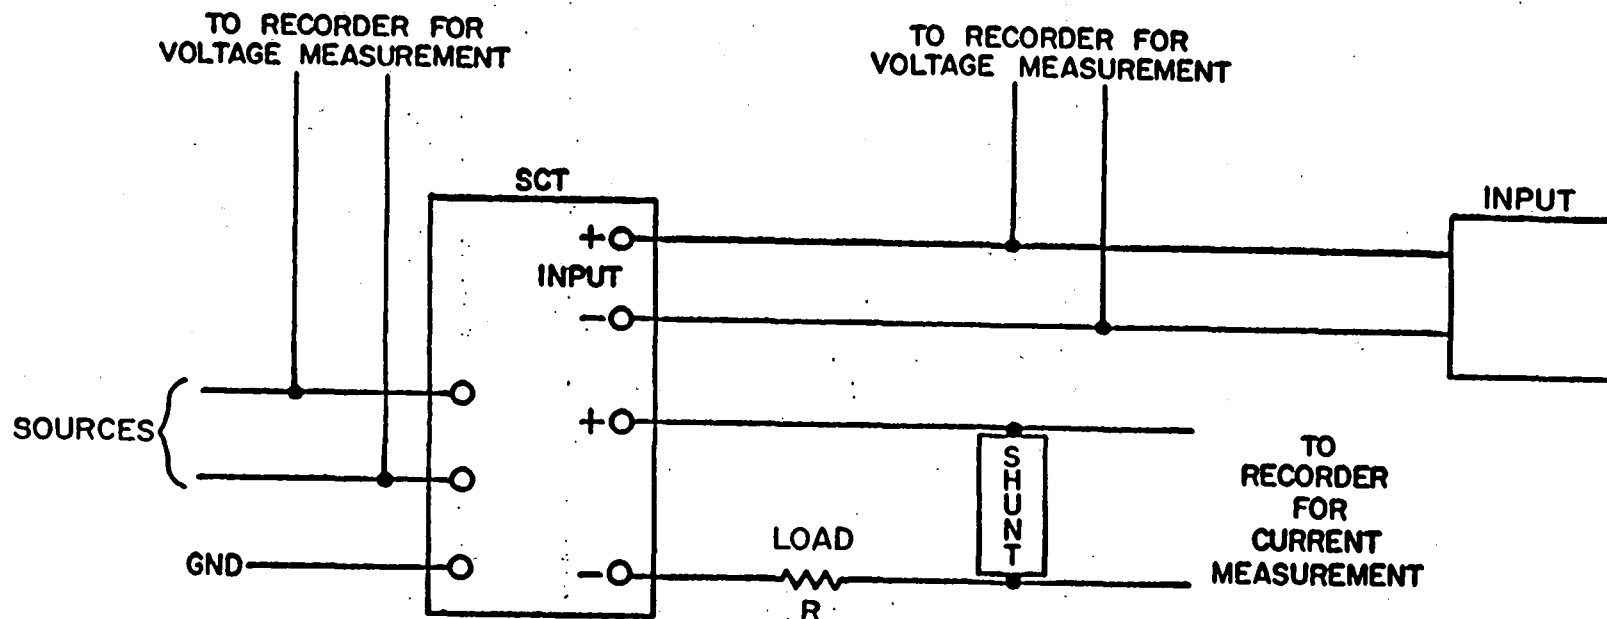 TO RECORDER FOR
VOLTAGE MEASUREMENT
TO RECORDER FOR
VOLTAGE MEASUREMENT
SCT
INPUT
+
INPUT
-
SOURCES
+
SHUNT
TO
RECORDER
FOR
CURRENT
MEASUREMENT
LOAD
GND
-
R